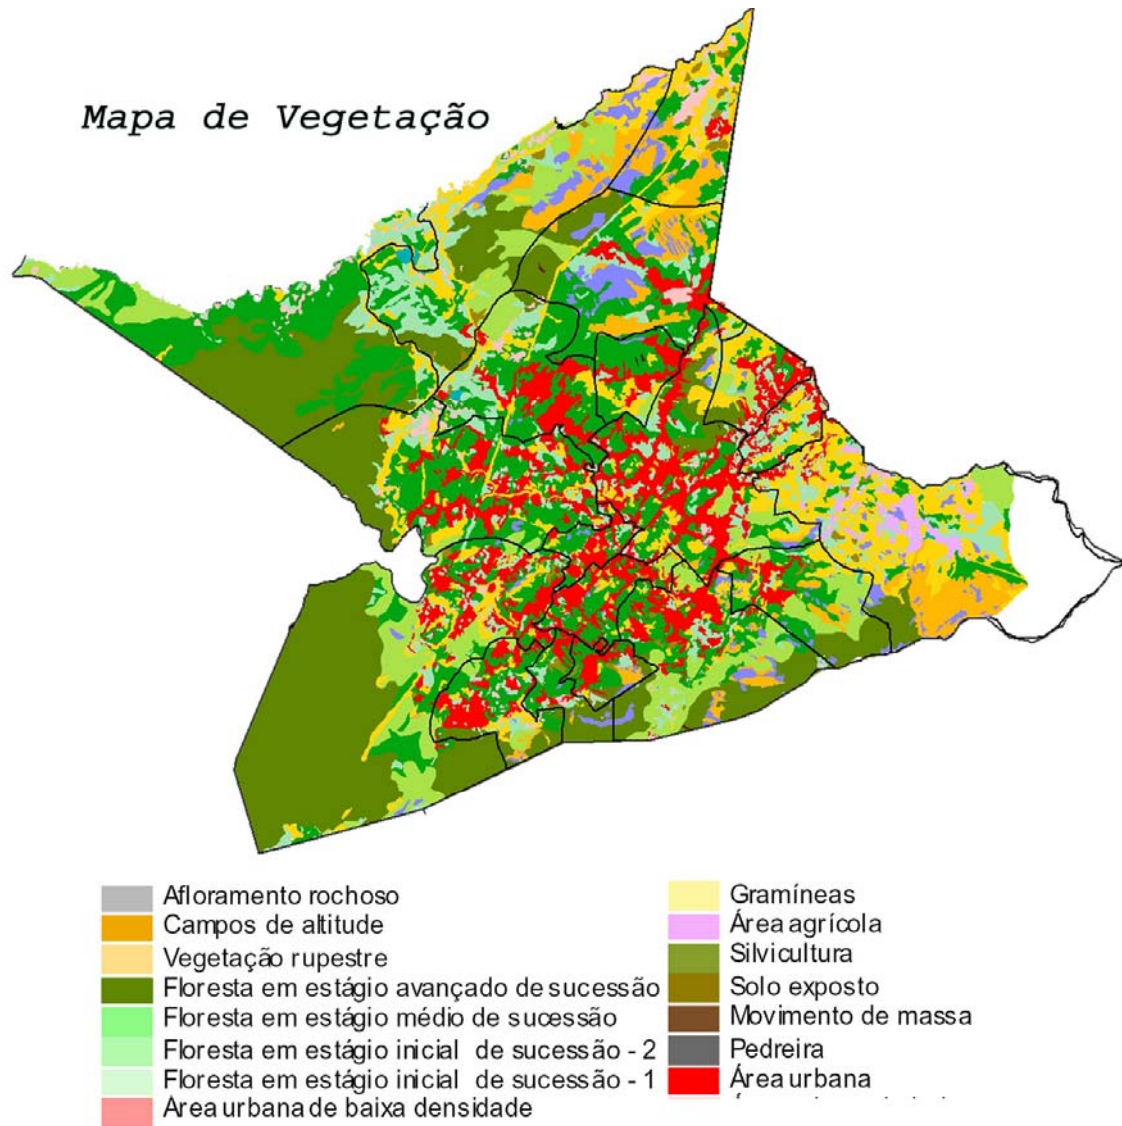 Mapa de Vegetação
Afloramento rochoso
Campos de altitude
Vegetação rupestre
Floresta em estágio avançado de sucessão
Floresta em estágio médio de sucessão
Floresta em estágio inicial de sucessão - 2
Floresta em estágio inicial de sucessão - 1
Area urbana de baixa densidade
Gramíneas
Área agrícola
Silvicultura
Solo exposto
Movimento de massa
Pedreira
Área urbana